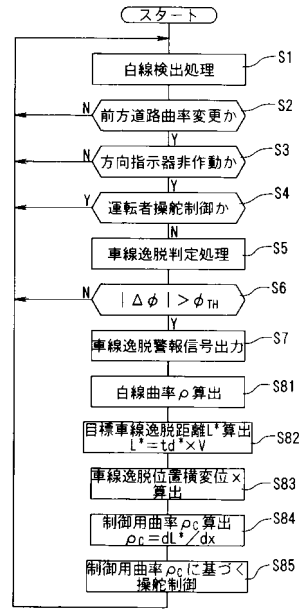 スタート
白線検出処理
S1
前方道路曲率変更か
S2
N
Y
方向指示器非作動か
S3
N
Y
運転者操舵制御か
S4
Y
N
車線逸脱判定処理
S5
|Δφ|>φTH
S6
N
Y
車線逸脱警報信号出力
S7
白線曲率ρ算出
S81
目標車線逸脱距離L*算出
L*=td*×V
S82
車線逸脱位置横変位x
算出
S83
制御用曲率ρC算出
ρC=dL*/dx
S84
制御用曲率ρCに基づく
操舵制御
S85